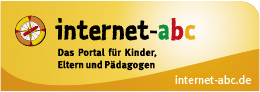 internet-abc
Das Portal für Kinder,
Eltern und Pädagogen
internet-abc.de